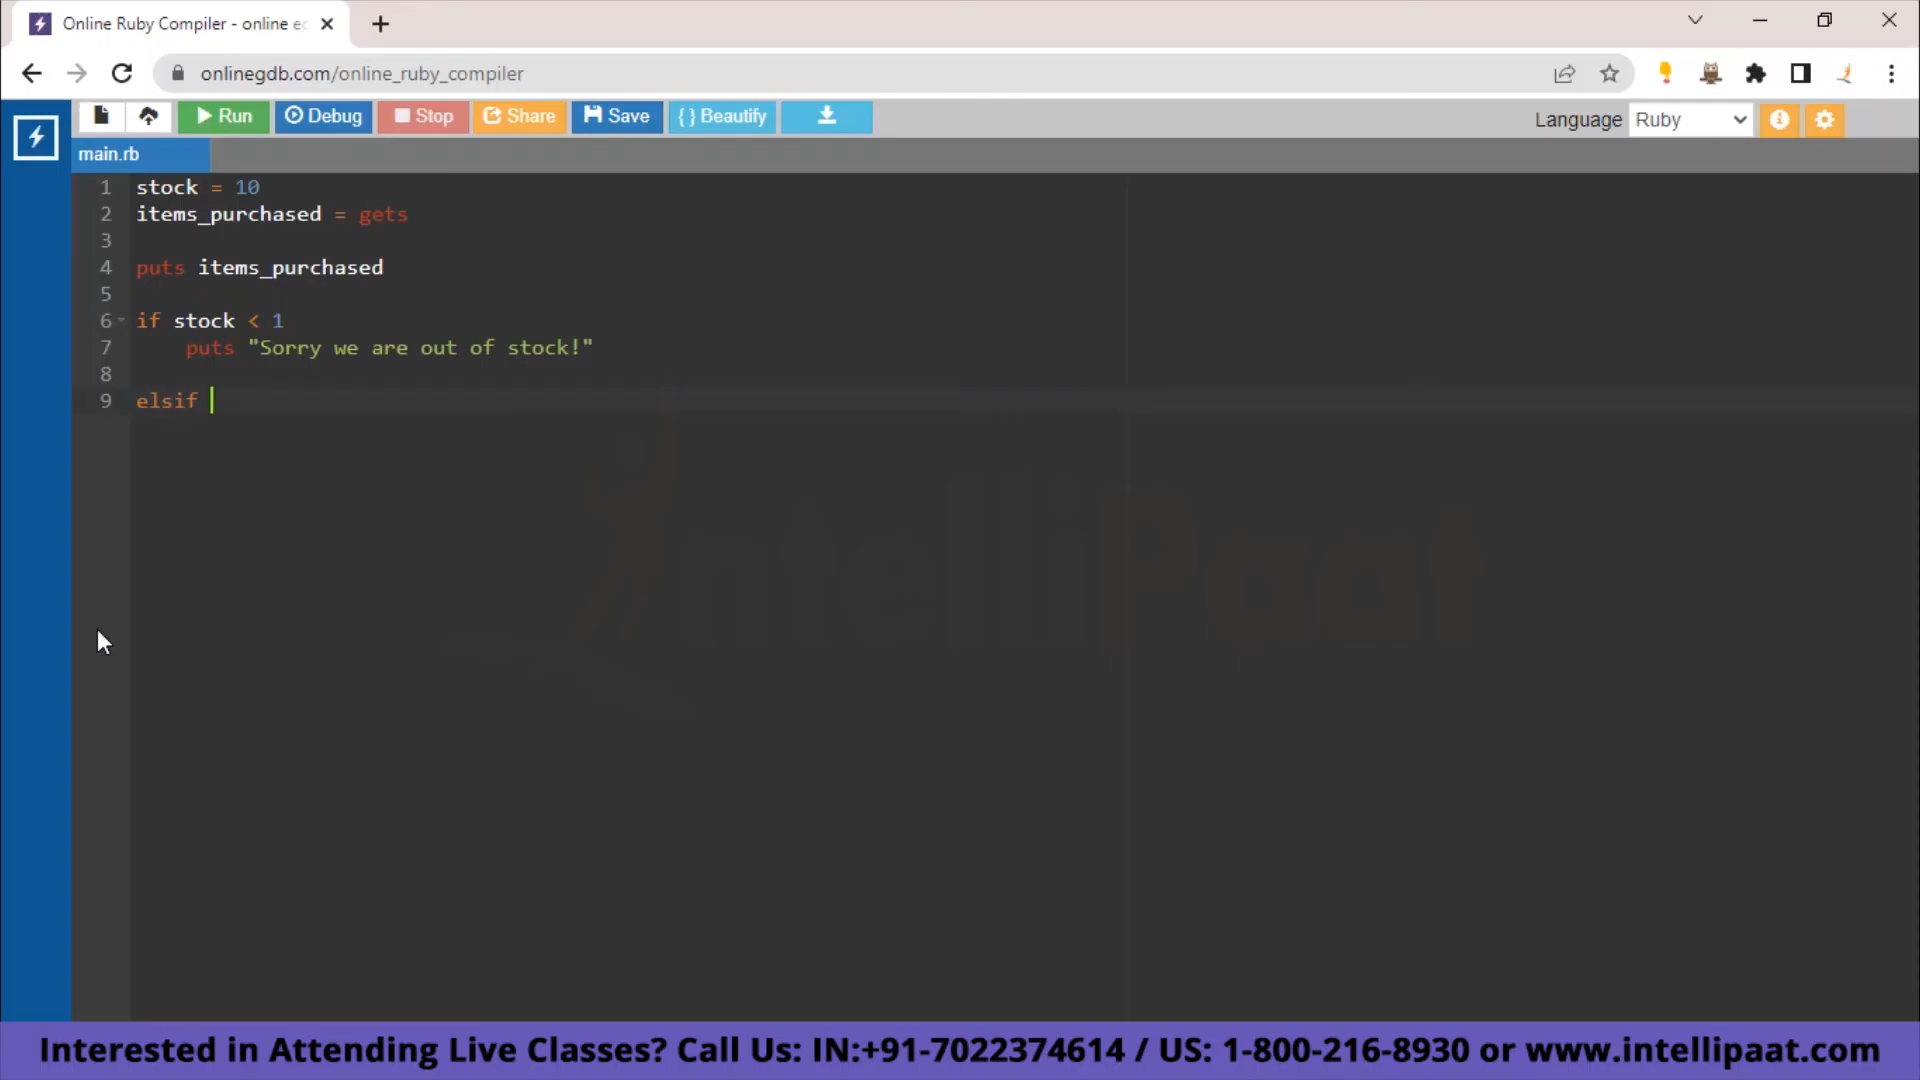 Online Ruby Compiler - online ec
onlinegdb.com/online_ruby_compiler
Run Debug Stop Share Save { } Beautify Language Ruby
main.rb
1 stock = 10
2 items_purchased = gets
3
4 puts items_purchased
5
6 if stock < 1
7 puts "Sorry we are out of stock!"
8
9 elsif
IntelliPaat
Interested in Attending Live Classes? Call Us: IN:+91-7022374614 / US: 1-800-216-8930 or www.intellipaat.com